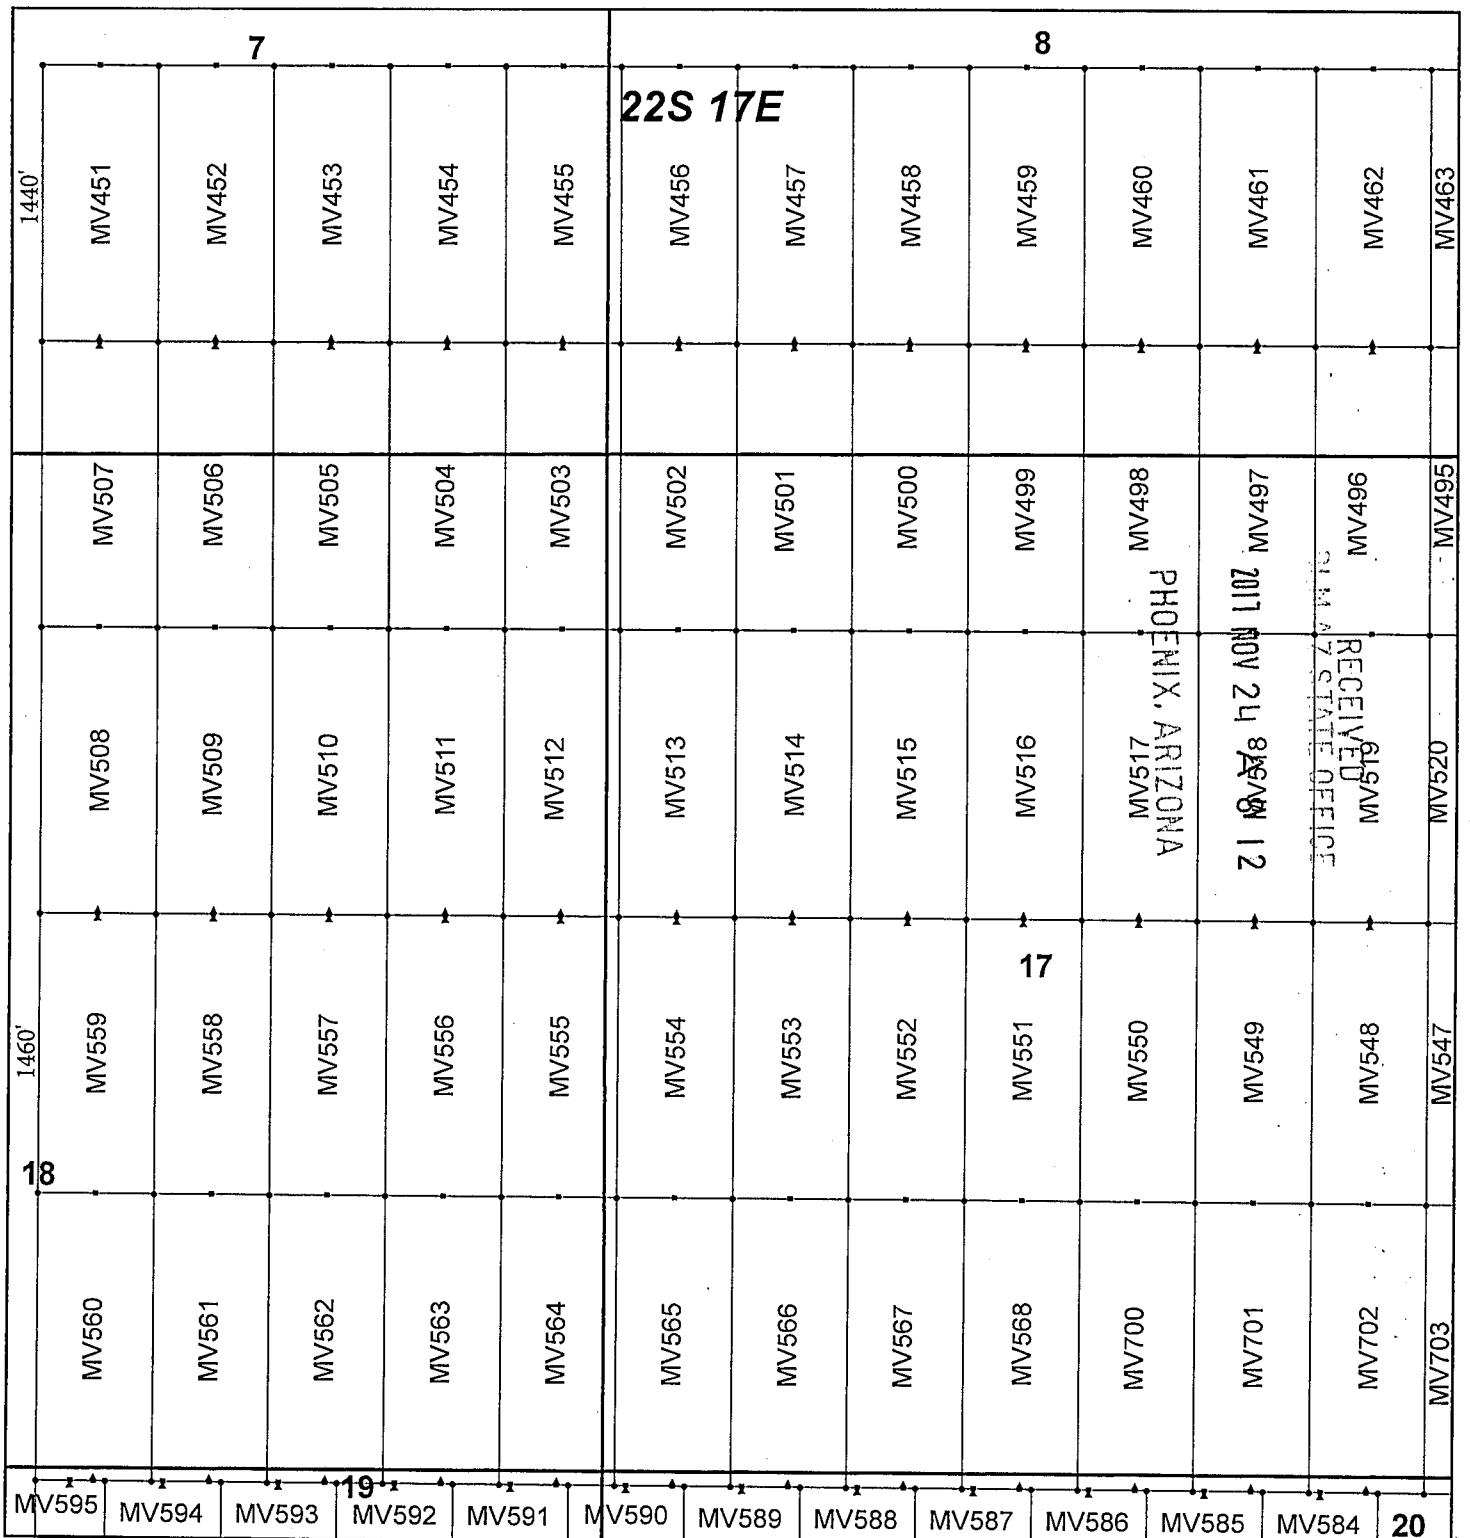 7
8
22S 17E
1440'
MV451 MV452 MV453 MV454 MV455 MV456 MV457 MV458 MV459 MV460 MV461 MV462 MV463
MV507 MV506 MV505 MV504 MV503 MV502 MV501 MV500 MV499 MV498 MV497 MV496 MV495
RECEIVED
STATE OFFICE
2017 NOV 24 A 8 12
PHOENIX, ARIZONA
MV508 MV509 MV510 MV511 MV512 MV513 MV514 MV515 MV516 MV517 MV519 MV520
17
1460'
MV559 MV558 MV557 MV556 MV555 MV554 MV553 MV552 MV551 MV550 MV549 MV548 MV547
18
MV560 MV561 MV562 MV563 MV564 MV565 MV566 MV567 MV568 MV700 MV701 MV702 MV703
19
MV595 MV594 MV593 MV592 MV591 MV590 MV589 MV588 MV587 MV586 MV585 MV584 20